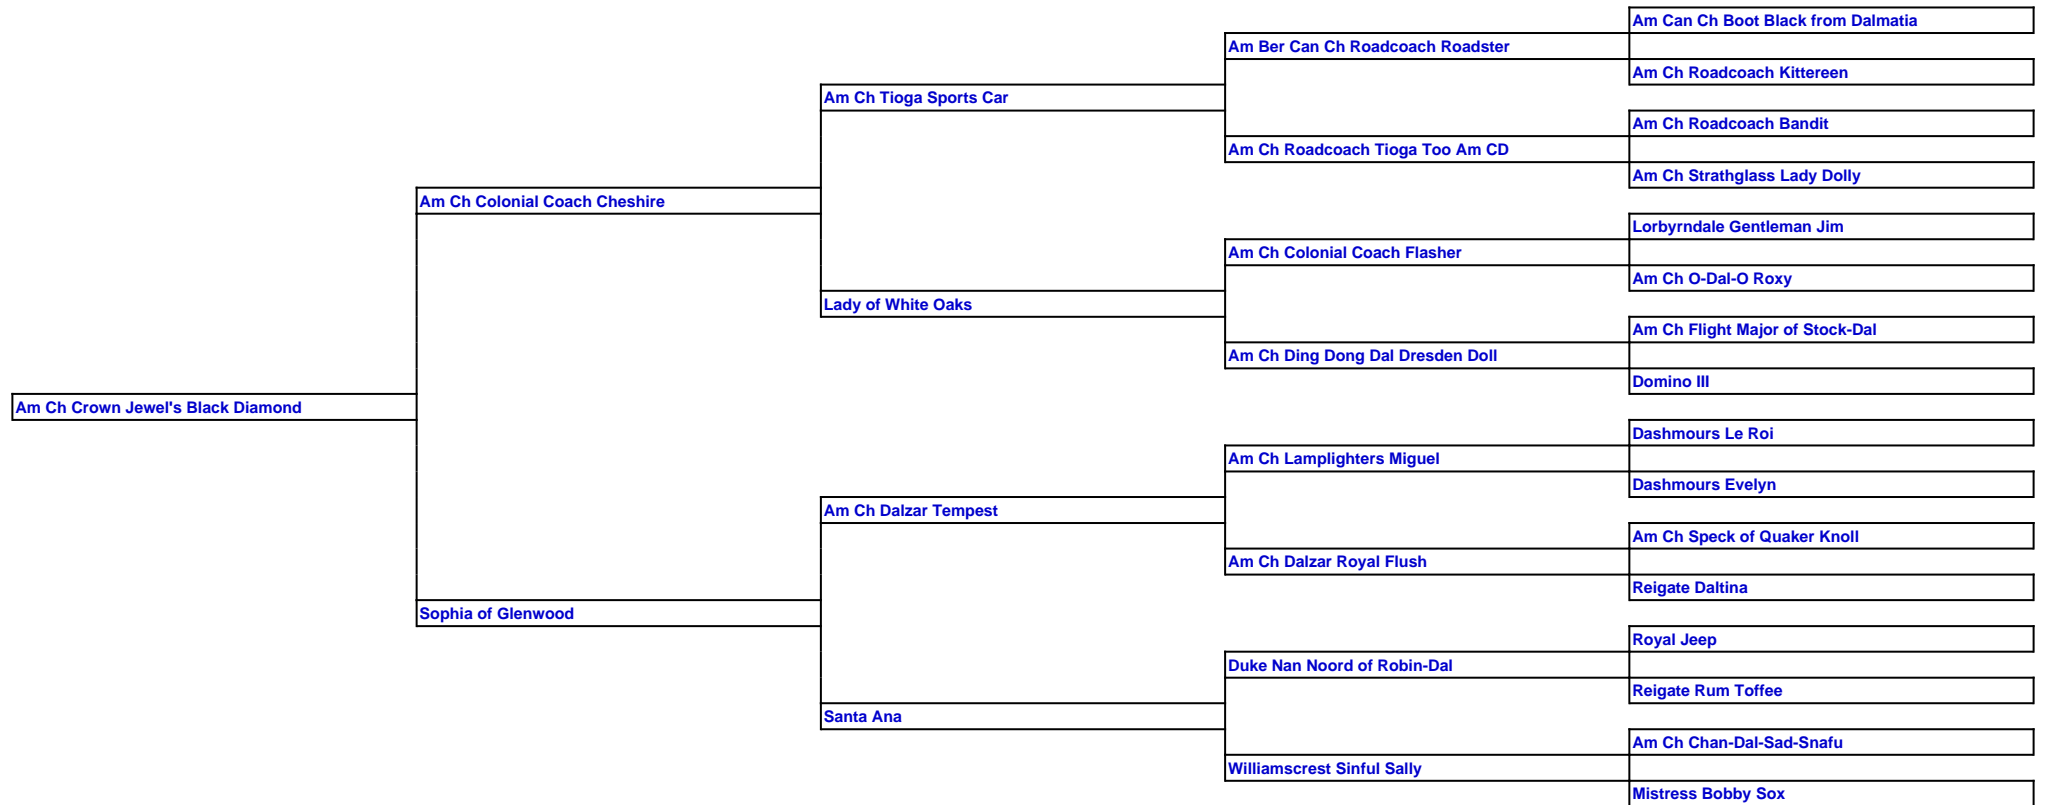 Am Can Ch Boot Black from Dalmatia
Am Ber Can Ch Roadcoach Roadster
Am Ch Roadcoach Kittereen
Am Ch Tioga Sports Car
Am Ch Roadcoach Bandit
Am Ch Roadcoach Tioga Too Am CD
Am Ch Strathglass Lady Dolly
Am Ch Colonial Coach Cheshire
Lorbyrndale Gentleman Jim
Am Ch Colonial Coach Flasher
Am Ch O-Dal-O Roxy
Lady of White Oaks
Am Ch Flight Major of Stock-Dal
Am Ch Ding Dong Dal Dresden Doll
Domino III
Am Ch Crown Jewel's Black Diamond
Dashmours Le Roi
Am Ch Lamplighters Miguel
Dashmours Evelyn
Am Ch Dalzar Tempest
Am Ch Speck of Quaker Knoll
Am Ch Dalzar Royal Flush
Reigate Daltina
Sophia of Glenwood
Royal Jeep
Duke Nan Noord of Robin-Dal
Reigate Rum Toffee
Santa Ana
Am Ch Chan-Dal-Sad-Snafu
Williamscrest Sinful Sally
Mistress Bobby Sox